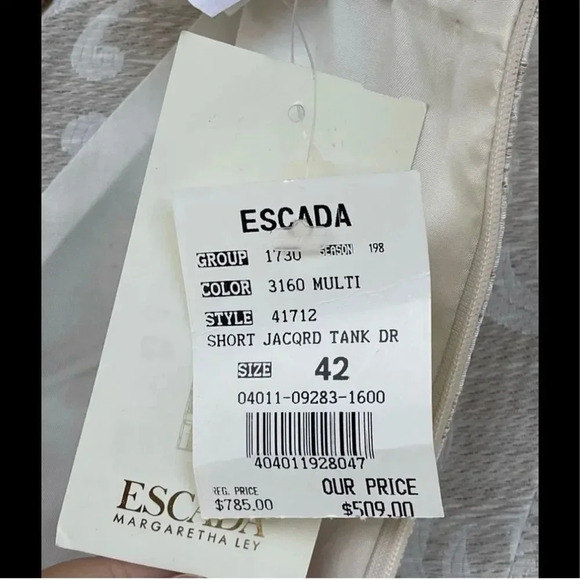 ESCADA
GROUP 1730 SEASON 198
COLOR 3160 MULTI
STYLE 41712
SHORT JACQRD TANK DR
SIZE 42
04011-09283-1600
404011928047
REG. PRICE OUR PRICE
$785.00 $509.00
ESCADA
MARGARETHA LEY